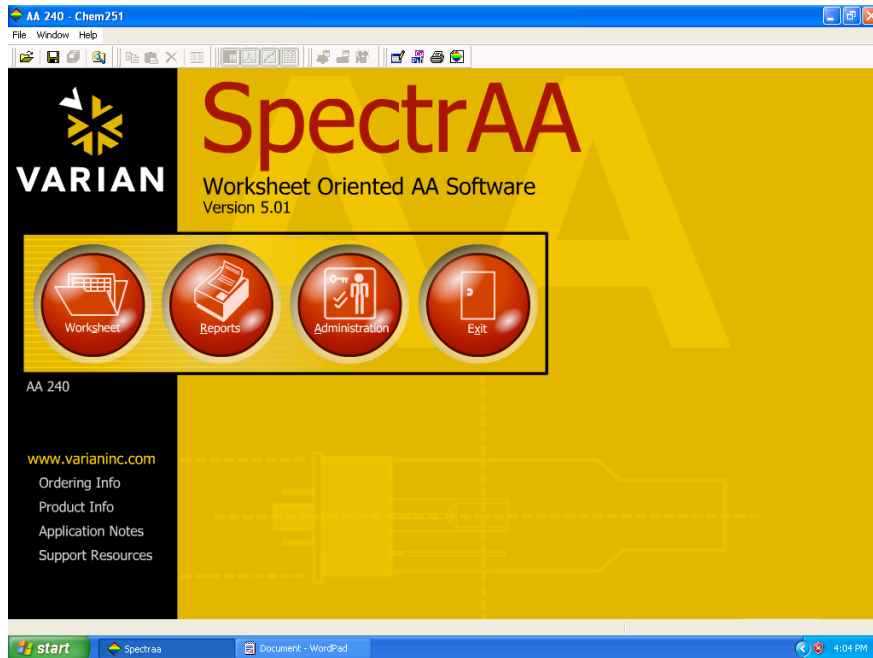 AA 240 - Chem251
File Window Help
VARIAN
SpectrAA
Worksheet Oriented AA Software
Version 5.01
Worksheet Reports Administration Exit
AA 240
www.varianinc.com
Ordering Info
Product Info
Application Notes
Support Resources
start Spectraa Document - WordPad 4:04 PM